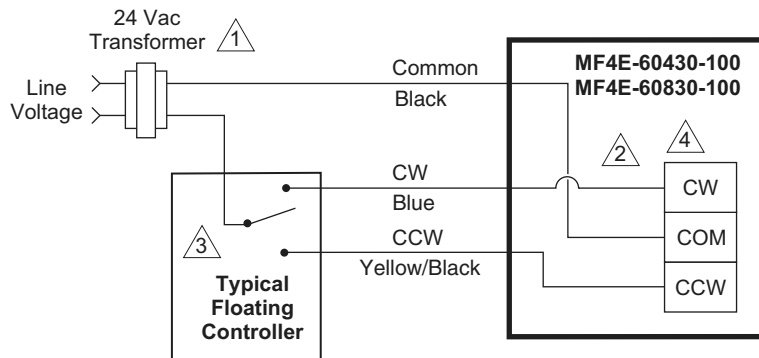 24 Vac
Transformer
1
Line
Voltage
Common
Black
MF4E-60430-100
MF4E-60830-100
2
4
CW
Blue
CW
3
CCW
Yellow/Black
COM
CCW
Typical
Floating
Controller